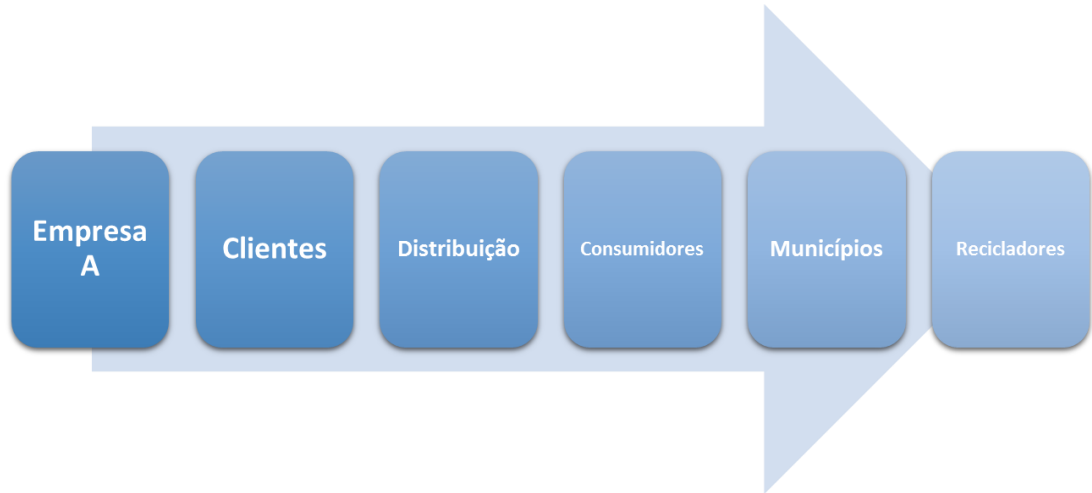 Empresa
A
Clientes
Distribuição
Consumidores
Municípios
Recicladores